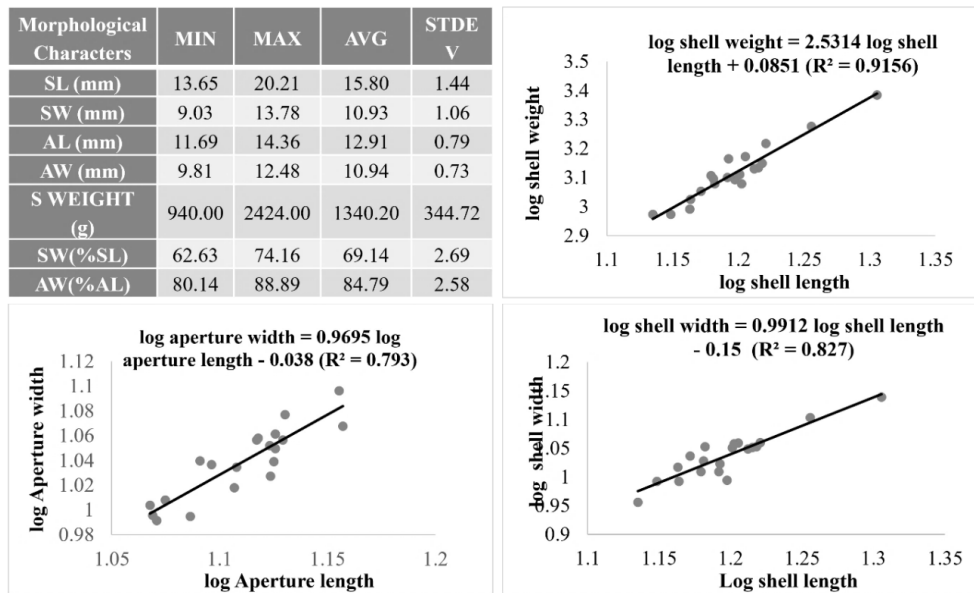 Morphological Characters MIN MAX AVG STDE V
SL (mm) 13.65 20.21 15.80 1.44
SW (mm) 9.03 13.78 10.93 1.06
AL (mm) 11.69 14.36 12.91 0.79
AW (mm) 9.81 12.48 10.94 0.73
S WEIGHT (g) 940.00 2424.00 1340.20 344.72
SW(%SL) 62.63 74.16 69.14 2.69
AW(%AL) 80.14 88.89 84.79 2.58
log shell weight = 2.5314 log shell
length + 0.0851 (R² = 0.9156)
log shell weight
3.5
3.4
3.3
3.2
3.1
3
2.9
1.1 1.15 1.2 1.25 1.3 1.35
log shell length
log aperture width = 0.9695 log
aperture length - 0.038 (R² = 0.793)
log Aperture width
1.12
1.1
1.08
1.06
1.04
1.02
1
0.98
1.05 1.1 1.15 1.2
log Aperture length
log shell width = 0.9912 log shell length
- 0.15 (R² = 0.827)
log shell width
1.2
1.15
1.1
1.05
1
0.95
0.9
1.1 1.15 1.2 1.25 1.3 1.35
Log shell length